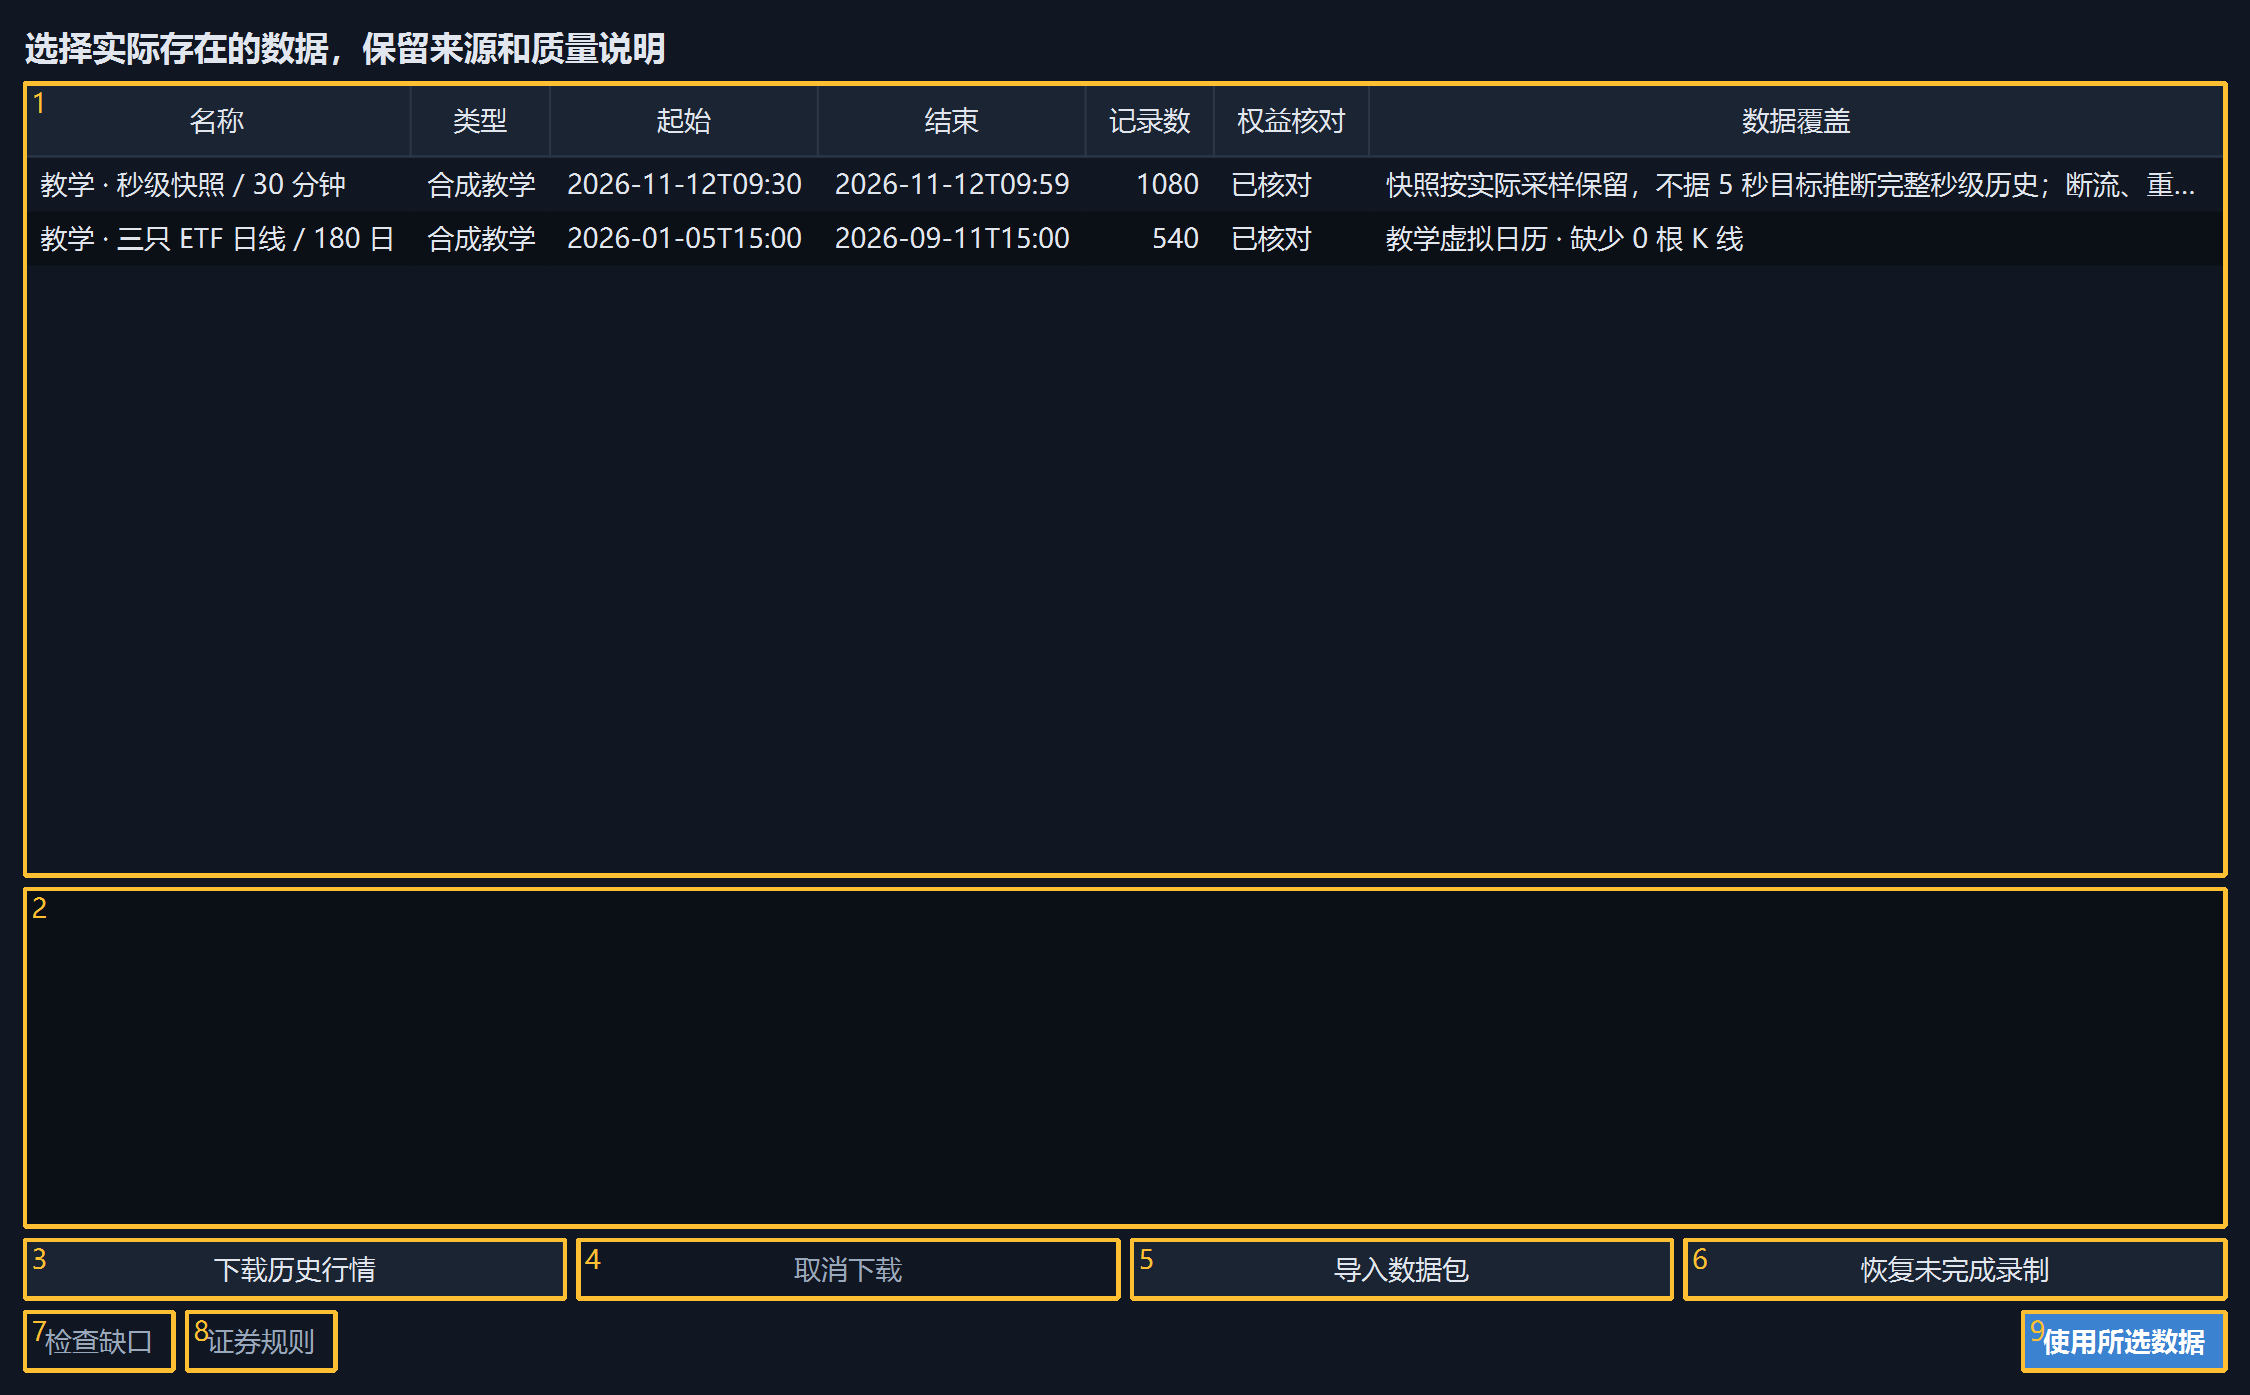 选择实际存在的数据，保留来源和质量说明
1
名称 类型 起始 结束 记录数 权益核对 数据覆盖
教学 · 秒级快照 / 30 分钟 合成教学 2026-11-12T09:30 2026-11-12T09:59 1080 已核对 快照按实际采样保留，不据 5 秒目标推断完整秒级历史；断流、重...
教学 · 三只 ETF 日线 / 180 日 合成教学 2026-01-05T15:00 2026-09-11T15:00 540 已核对 教学虚拟日历 · 缺少 0 根 K 线
2
3 下载历史行情 4 取消下载 5 导入数据包 6 恢复未完成录制
7 检查缺口 8 证券规则 9 使用所选数据